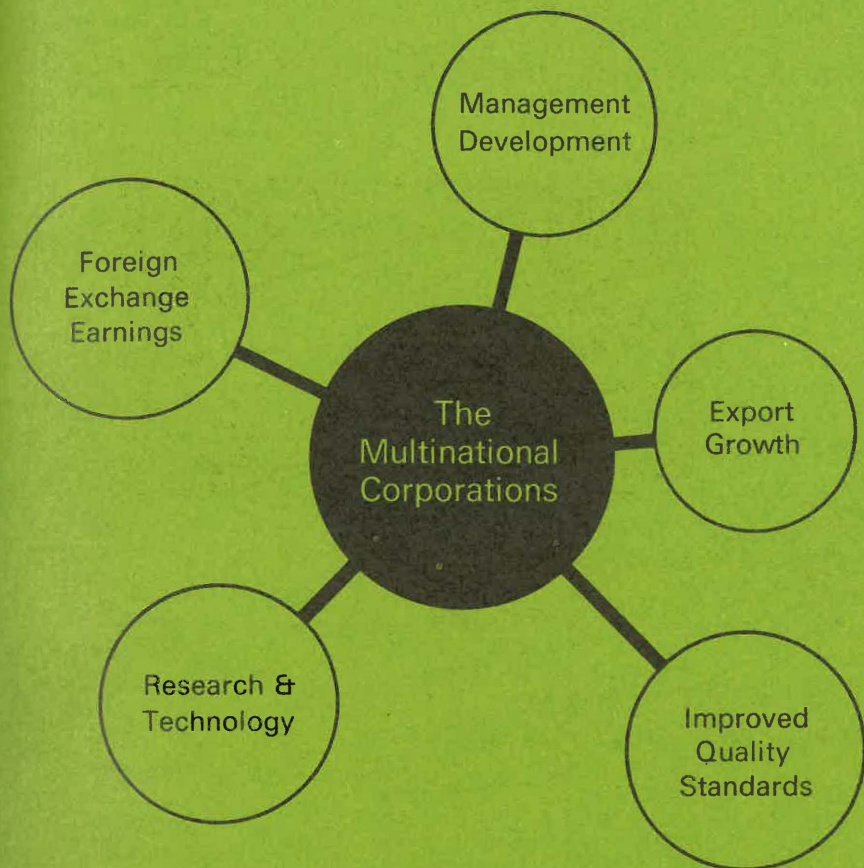 Management
Development
Foreign
Exchange
Earnings
The
Multinational
Corporations
Export
Growth
Research &
Technology
Improved
Quality
Standards